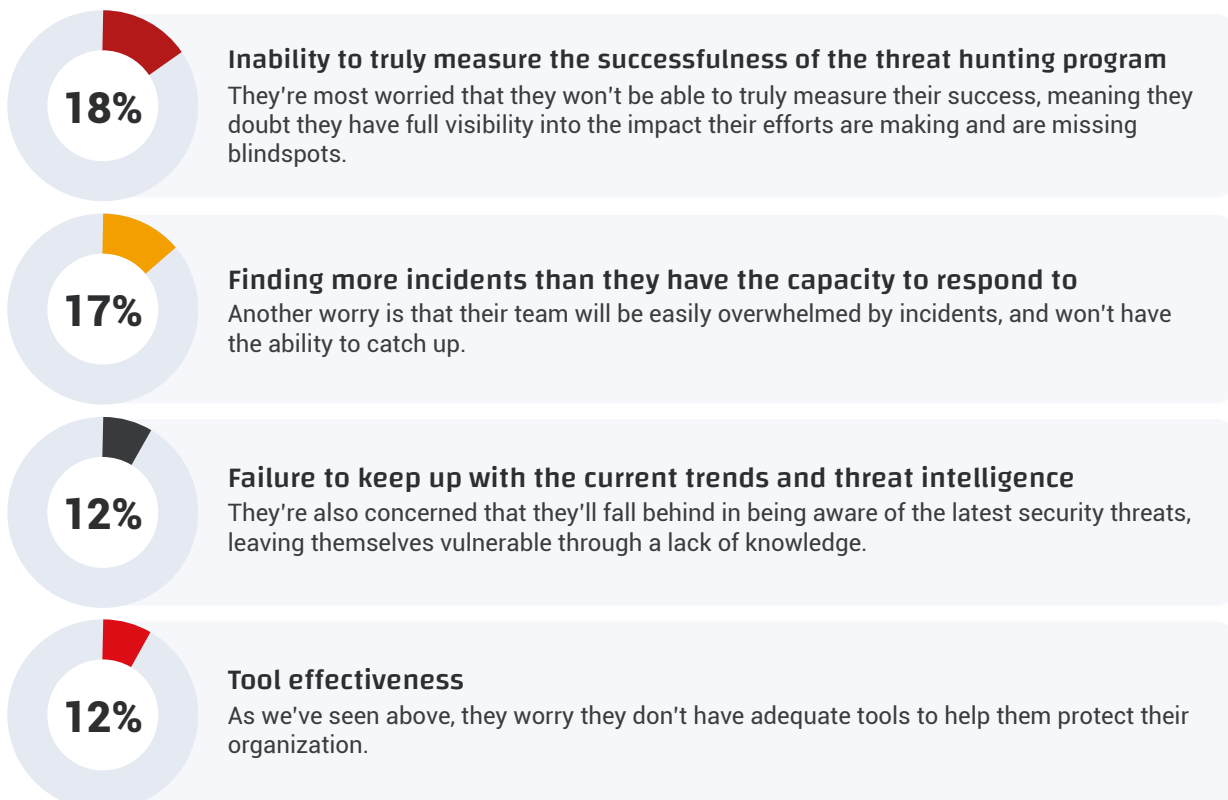 18%
Inability to truly measure the successfulness of the threat hunting program
They're most worried that they won't be able to truly measure their success, meaning they
doubt they have full visibility into the impact their efforts are making and are missing
blindspots.
17%
Finding more incidents than they have the capacity to respond to
Another worry is that their team will be easily overwhelmed by incidents, and won't have
the ability to catch up.
12%
Failure to keep up with the current trends and threat intelligence
They're also concerned that they'll fall behind in being aware of the latest security threats,
leaving themselves vulnerable through a lack of knowledge.
12%
Tool effectiveness
As we've seen above, they worry they don't have adequate tools to help them protect their
organization.